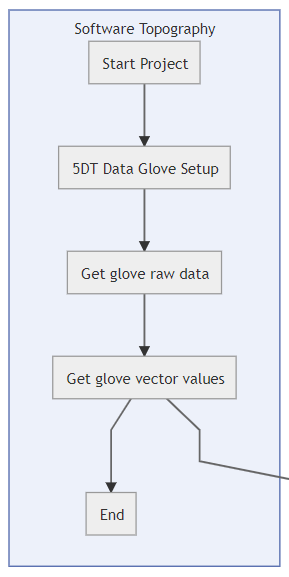 Software Topography
Start Project
5DT Data Glove Setup
Get glove raw data
Get glove vector values
End